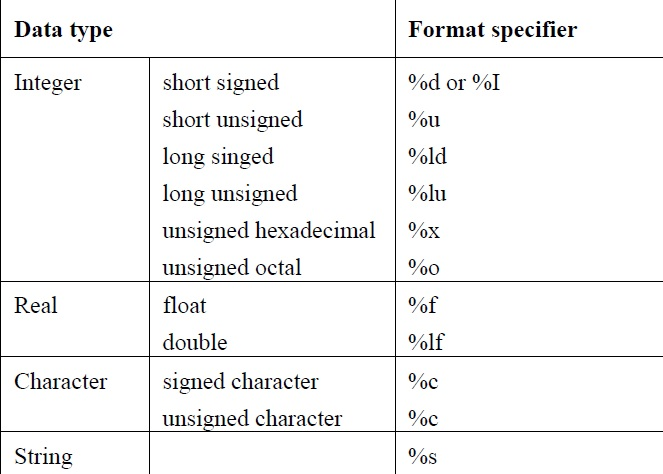 Data type Format specifier
Integer short signed %d or %I
short unsigned %u
long singed %ld
long unsigned %lu
unsigned hexadecimal %x
unsigned octal %o
Real float %f
double %lf
Character signed character %c
unsigned character %c
String %s